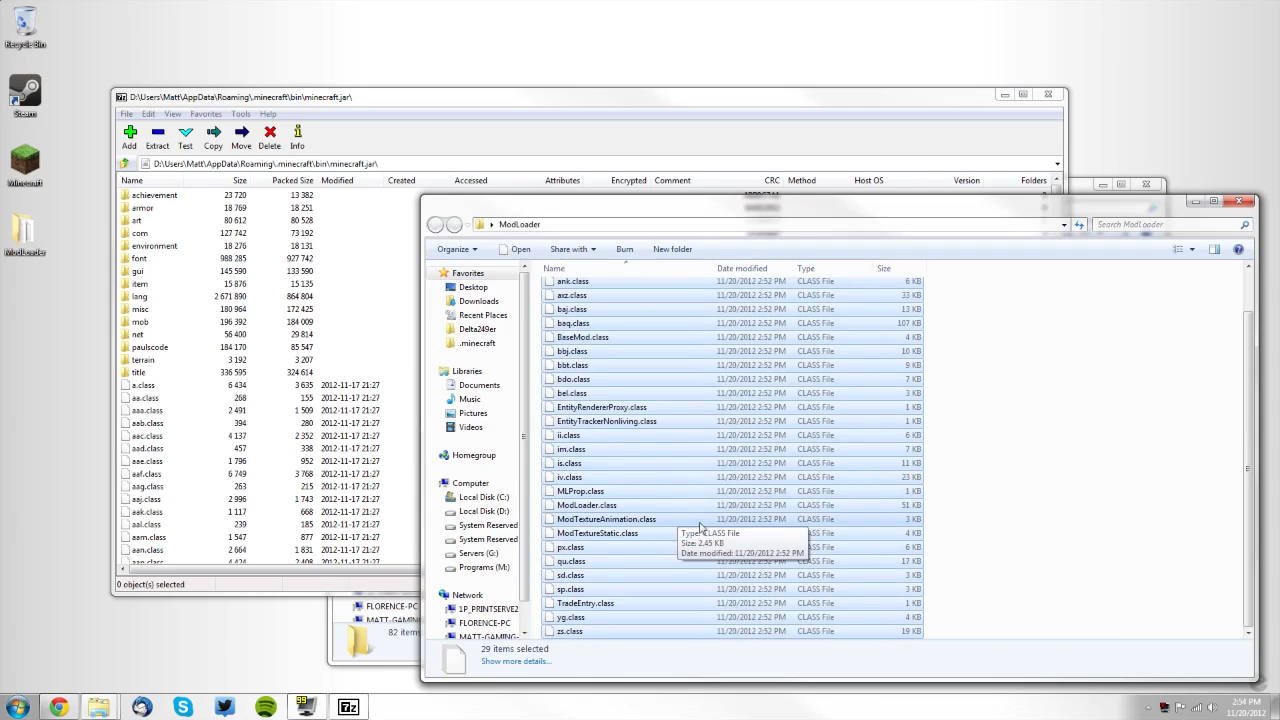 Recycle Bin
Steam
Minecraft
ModLoader
D:\Users\Matt\AppData\Roaming\.minecraft\bin\minecraft.jar\
File Edit View Favorites Tools Help
Add Extract Test Copy Move Delete Info
D:\Users\Matt\AppData\Roaming\.minecraft\bin\minecraft.jar\
Name Size Packed Size Modified Created Accessed Attributes Encrypted Comment CRC Method Host OS Version Folders
achievement 23 720 13 382
armor 18 769 18 251
art 80 612 80 528
com 127 742 73 192
environment 18 276 18 131
font 988 285 927 742
gui 145 590 133 590
item 15 876 15 134
lang 2 671 890 864 804
misc 180 964 172 425
mob 196 392 184 009
net 56 400 29 814
paulscode 184 170 85 547
terrain 3 192 3 207
title 336 595 324 614
a.class 6 434 3 635 2012-11-17 21:27
aa.class 268 155 2012-11-17 21:27
aaa.class 2 491 1 509 2012-11-17 21:27
aab.class 394 280 2012-11-17 21:27
aac.class 4 137 2 352 2012-11-17 21:27
aad.class 457 338 2012-11-17 21:27
aae.class 1 796 952 2012-11-17 21:27
aaf.class 6 749 3 768 2012-11-17 21:27
aag.class 263 215 2012-11-17 21:27
aaj.class 2 996 1 743 2012-11-17 21:27
aak.class 1 117 668 2012-11-17 21:27
aal.class 239 185 2012-11-17 21:27
aam.class 1 547 933 2012-11-17 21:27
aan.class 4 130 2 351 2012-11-17 21:27
0 object(s) selected
FLORENCE-PC
MATT-GAMING
82 items
ModLoader
Search ModLoader
Organize Open Share with Burn New folder
Favorites
Desktop
Downloads
Recent Places
Delta249er
.minecraft
Libraries
Documents
Music
Pictures
Videos
Homegroup
Computer
Local Disk (C:)
Local Disk (D:)
System Reserved
System Reserved
Servers (G:)
Programs (M:)
Network
1P_PRINTSERVE2
FLORENCE-PC
MATT-GAMING-
Name Date modified Type Size
ank.class 11/20/2012 2:52 PM CLASS File 6 KB
axz.class 11/20/2012 2:52 PM CLASS File 33 KB
baj.class 11/20/2012 2:52 PM CLASS File 13 KB
baq.class 11/20/2012 2:52 PM CLASS File 107 KB
BaseMod.class 11/20/2012 2:52 PM CLASS File 4 KB
bbj.class 11/20/2012 2:52 PM CLASS File 10 KB
bbt.class 11/20/2012 2:52 PM CLASS File 6 KB
bdo.class 11/20/2012 2:52 PM CLASS File 7 KB
bel.class 11/20/2012 2:52 PM CLASS File 3 KB
EntityRendererProxy.class 11/20/2012 2:52 PM CLASS File 1 KB
EntityTrackerNonliving.class 11/20/2012 2:52 PM CLASS File 1 KB
ii.class 11/20/2012 2:52 PM CLASS File 6 KB
im.class 11/20/2012 2:52 PM CLASS File 7 KB
is.class 11/20/2012 2:52 PM CLASS File 11 KB
iv.class 11/20/2012 2:52 PM CLASS File 23 KB
MLProp.class 11/20/2012 2:52 PM CLASS File 1 KB
ModLoader.class 11/20/2012 2:52 PM CLASS File 51 KB
ModTextureAnimation.class 11/20/2012 2:52 PM CLASS File 3 KB
ModTextureStatic.class 3 KB
Type: CLASS File
Size: 2.45 KB
Date modified: 11/20/2012 2:52 PM
px.class 6 KB
qu.class 11/20/2012 2:52 PM CLASS File 17 KB
sd.class 11/20/2012 2:52 PM CLASS File 3 KB
sp.class 11/20/2012 2:52 PM CLASS File 3 KB
TradeEntry.class 11/20/2012 2:52 PM CLASS File 1 KB
yg.class 11/20/2012 2:52 PM CLASS File 4 KB
zs.class 11/20/2012 2:52 PM CLASS File 19 KB
29 items selected
Show more details...
2:54 PM
11/20/2012